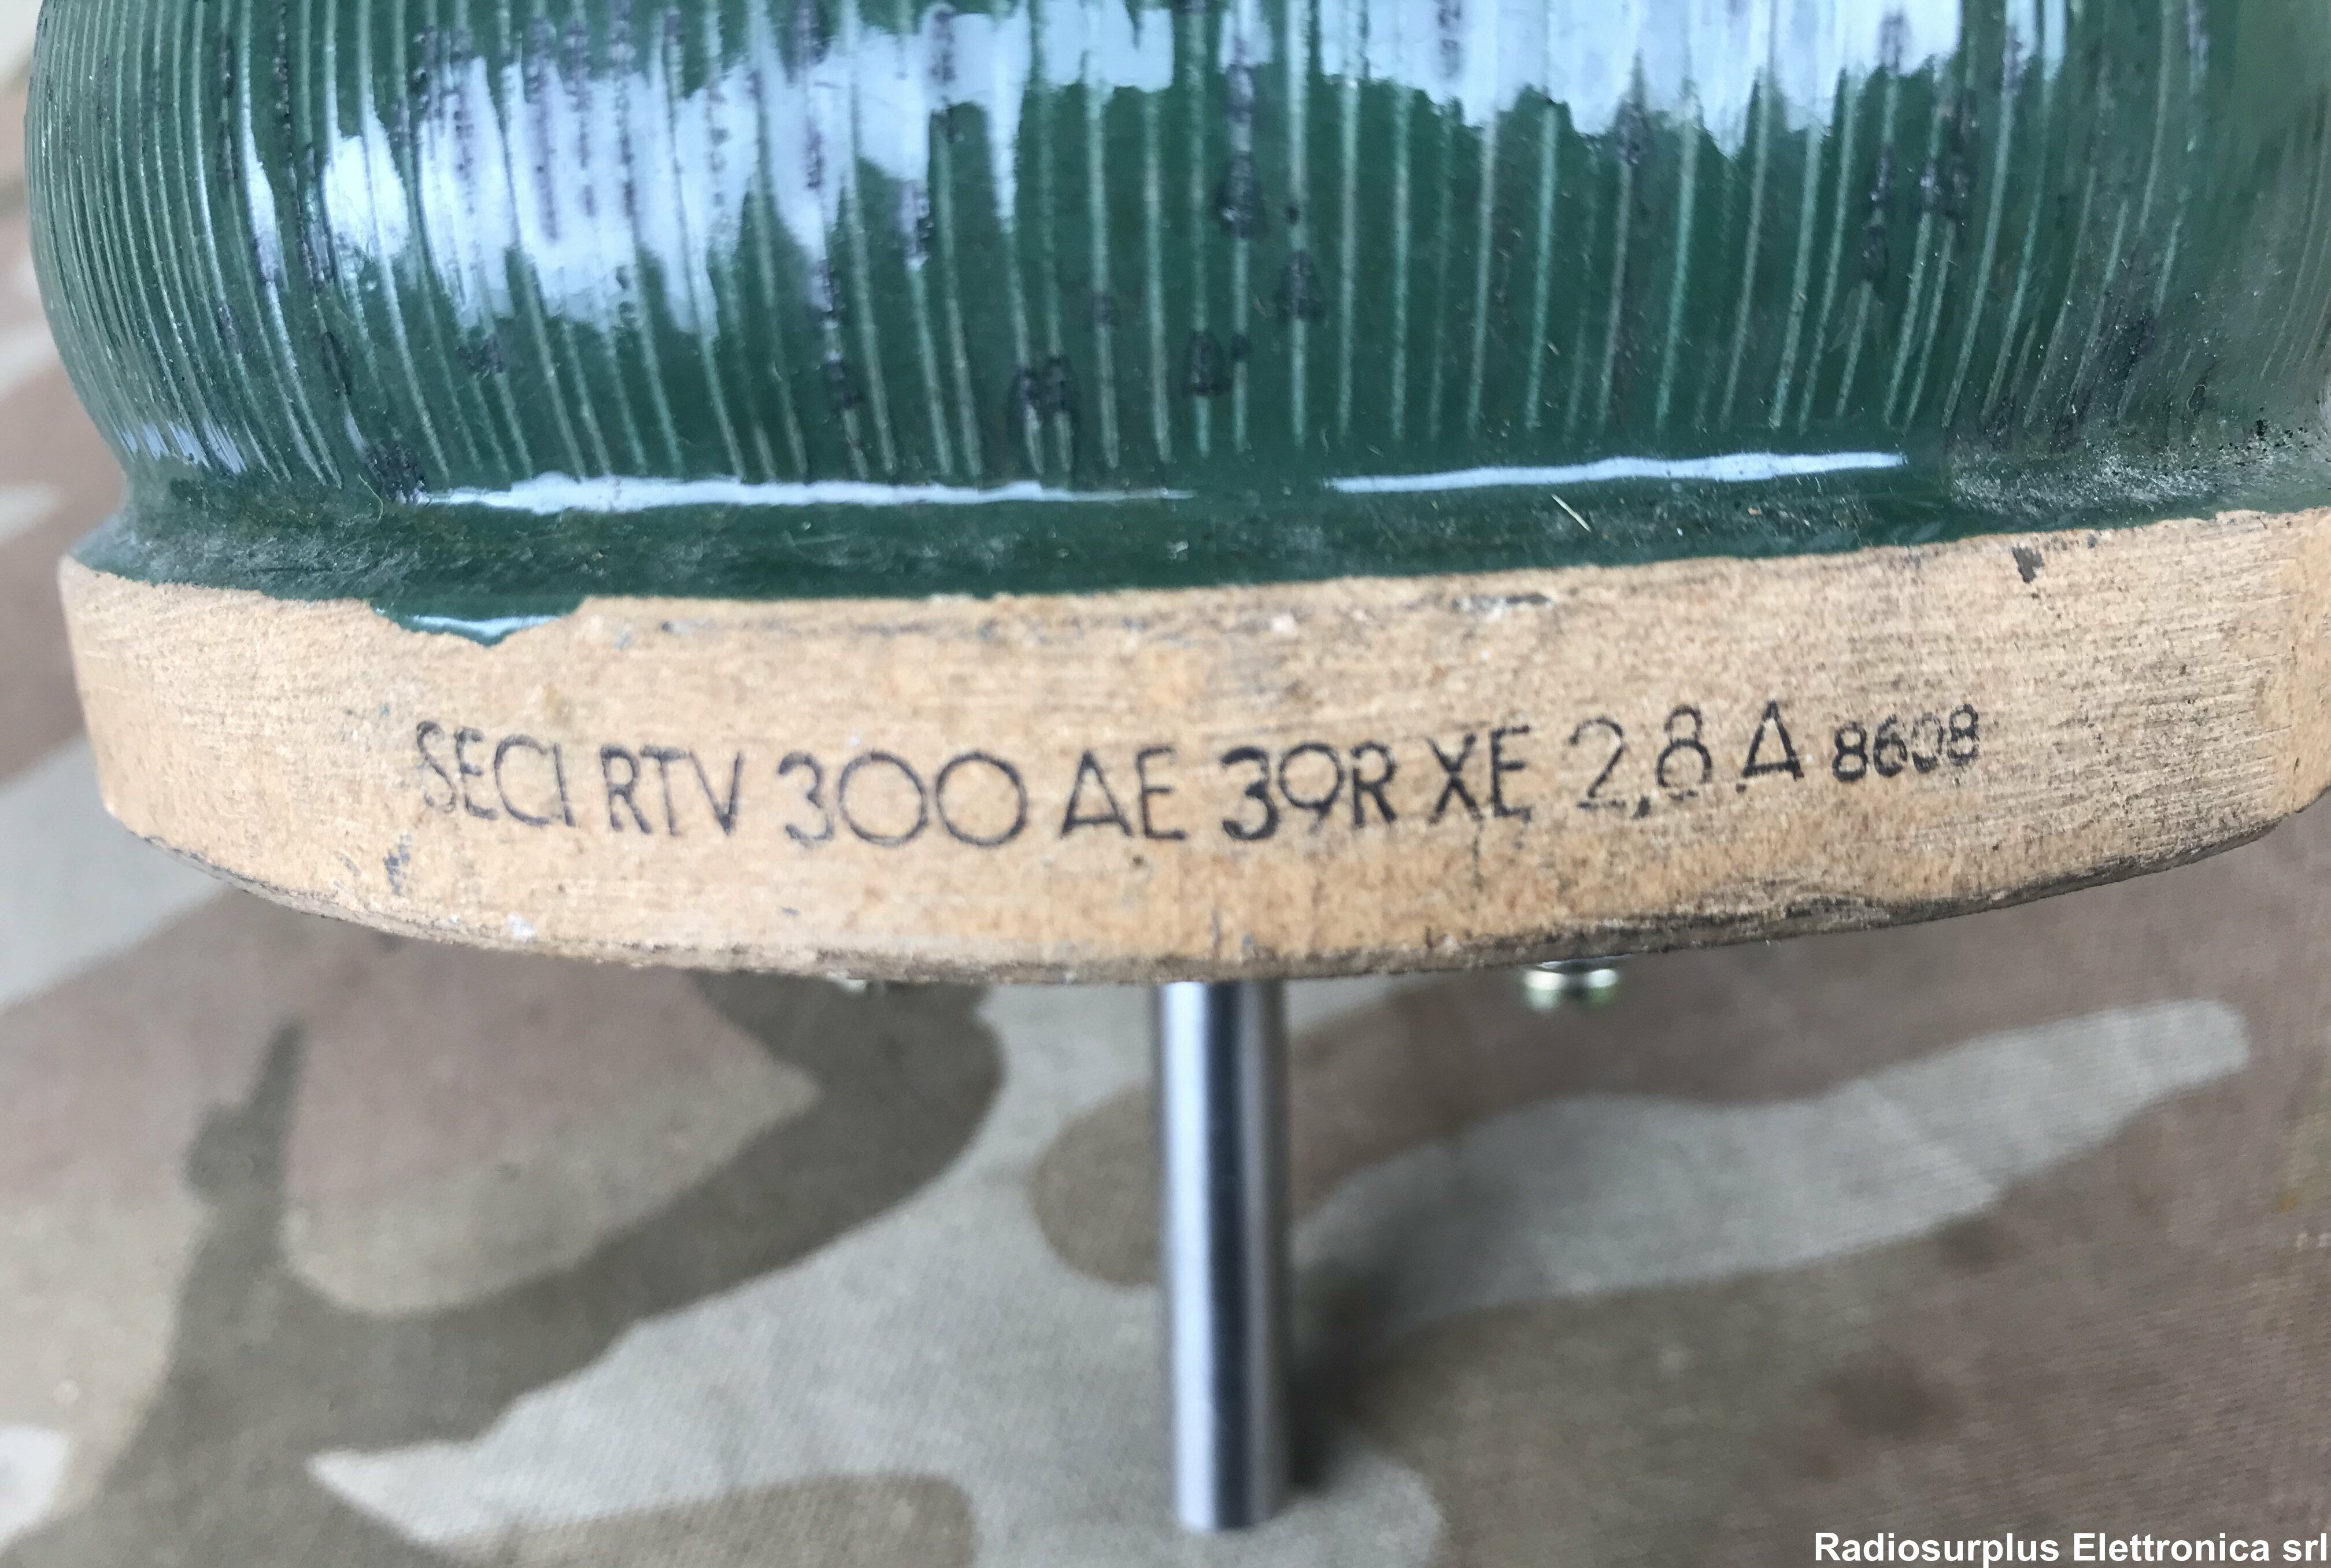 SECI RTV 300 AE 39R XE 2,8 A 8608
Radiosurplus Elettronica srl